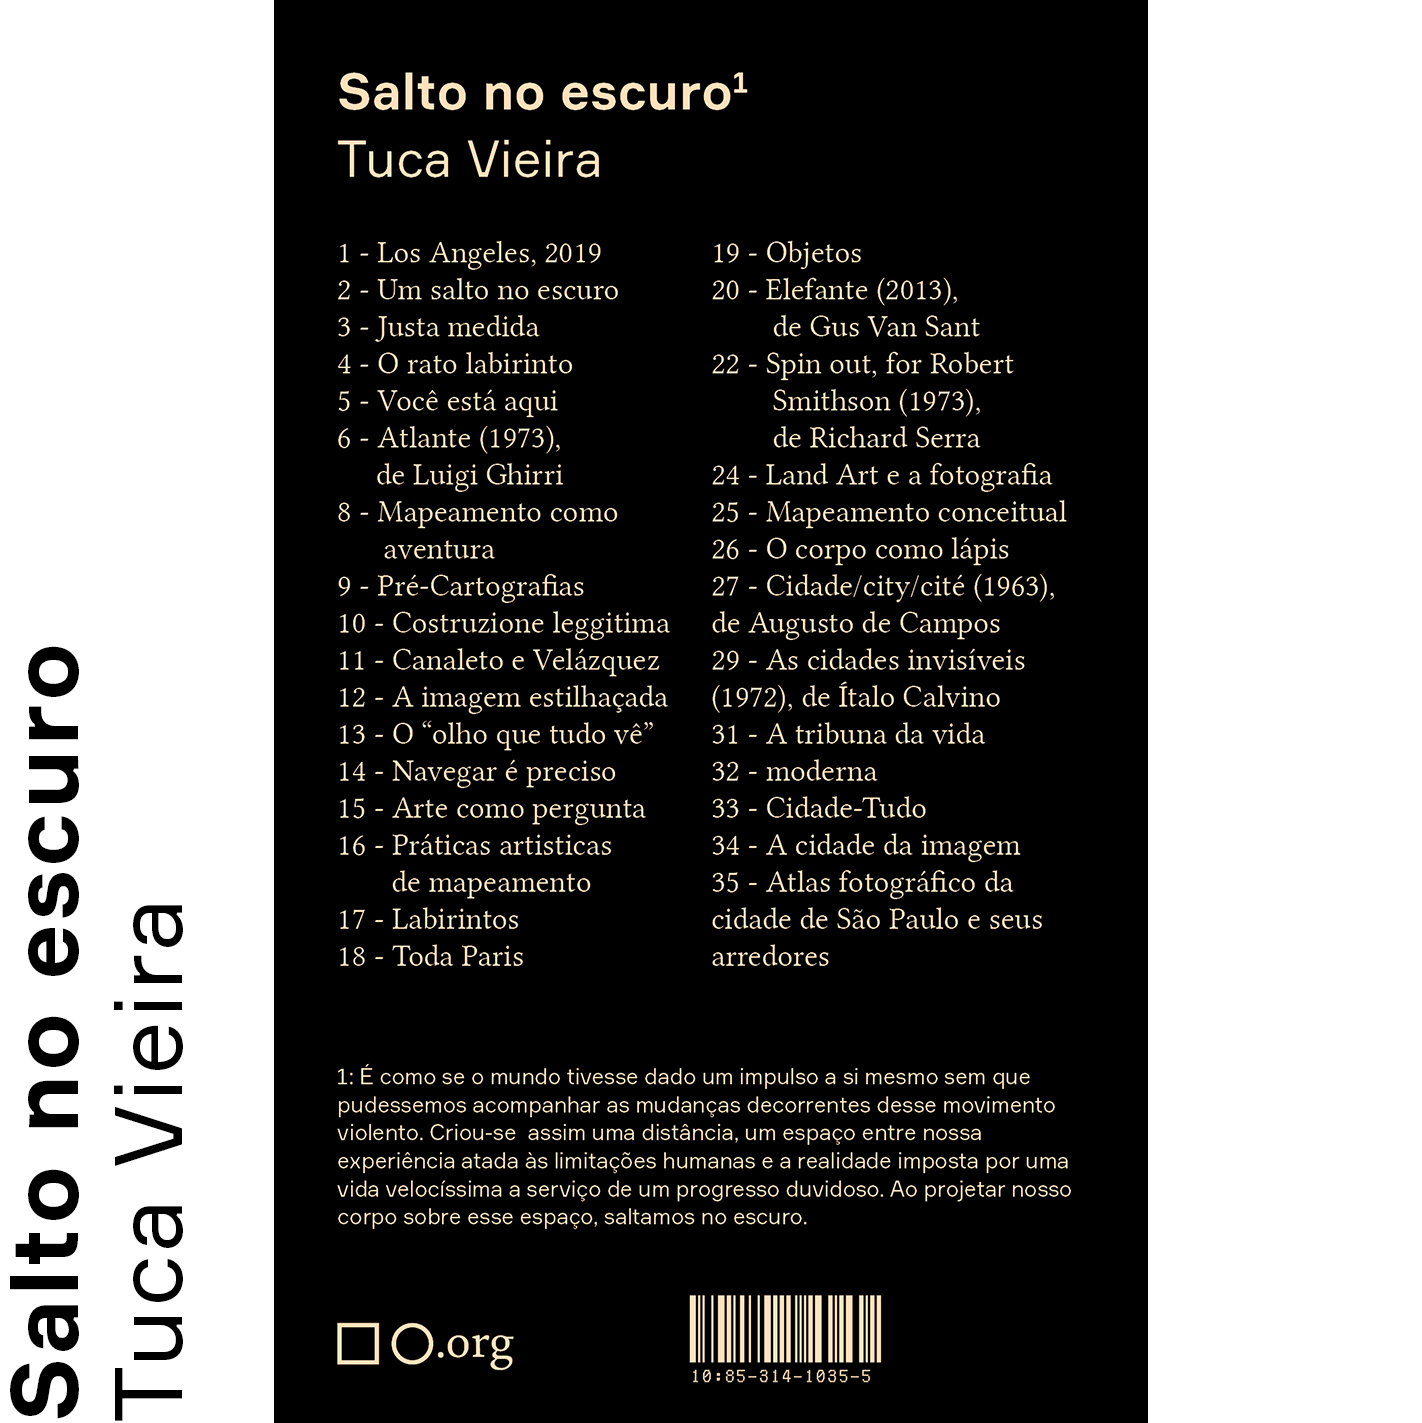 Salto no escuro
Tuca Vieira
Salto no escuro¹
Tuca Vieira
1 - Los Angeles, 2019
2 - Um salto no escuro
3 - Justa medida
4 - O rato labirinto
5 - Você está aqui
6 - Atlante (1973),
de Luigi Ghirri
8 - Mapeamento como
aventura
9 - Pré-Cartografias
10 - Costruzione leggitima
11 - Canaleto e Velázquez
12 - A imagem estilhaçada
13 - O “olho que tudo vê”
14 - Navegar é preciso
15 - Arte como pergunta
16 - Práticas artisticas
de mapeamento
17 - Labirintos
18 - Toda Paris
19 - Objetos
20 - Elefante (2013),
de Gus Van Sant
22 - Spin out, for Robert
Smithson (1973),
de Richard Serra
24 - Land Art e a fotografia
25 - Mapeamento conceitual
26 - O corpo como lápis
27 - Cidade/city/cité (1963),
de Augusto de Campos
29 - As cidades invisíveis
(1972), de Ítalo Calvino
31 - A tribuna da vida
32 - moderna
33 - Cidade-Tudo
34 - A cidade da imagem
35 - Atlas fotográfico da
cidade de São Paulo e seus
arredores
1: É como se o mundo tivesse dado um impulso a si mesmo sem que
pudessemos acompanhar as mudanças decorrentes desse movimento
violento. Criou-se  assim uma distância, um espaço entre nossa
experiência atada às limitações humanas e a realidade imposta por uma
vida velocíssima a serviço de um progresso duvidoso. Ao projetar nosso
corpo sobre esse espaço, saltamos no escuro.
.org
10:85-314-1035-5